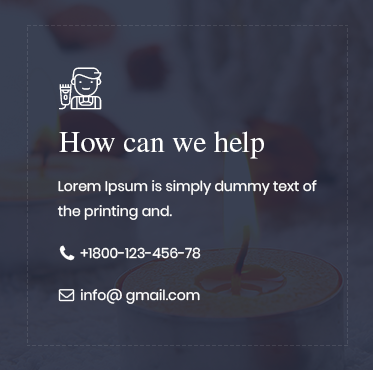 How can we help
Lorem Ipsum is simply dummy text of
the printing and.
+1800-123-456-78
info@ gmail.com